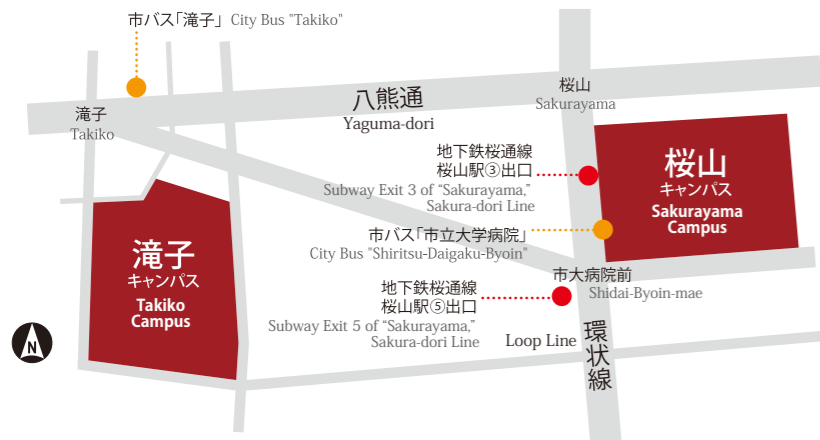 市バス「滝子」 City Bus "Takiko"
滝子
Takiko
八熊通
Yaguma-dori
桜山
Sakurayama
地下鉄桜通線
桜山駅③出口
Subway Exit 3 of “Sakurayama,”
Sakura-dori Line
桜山
キャンパス
Sakurayama
Campus
市バス「市立大学病院」
City Bus "Shiritsu-Daigaku-Byoin"
滝子
キャンパス
Takiko
Campus
市大病院前
Shidai-Byoin-mae
地下鉄桜通線
桜山駅⑤出口
Subway Exit 5 of “Sakurayama,”
Sakura-dori Line
Loop Line
環状線
N